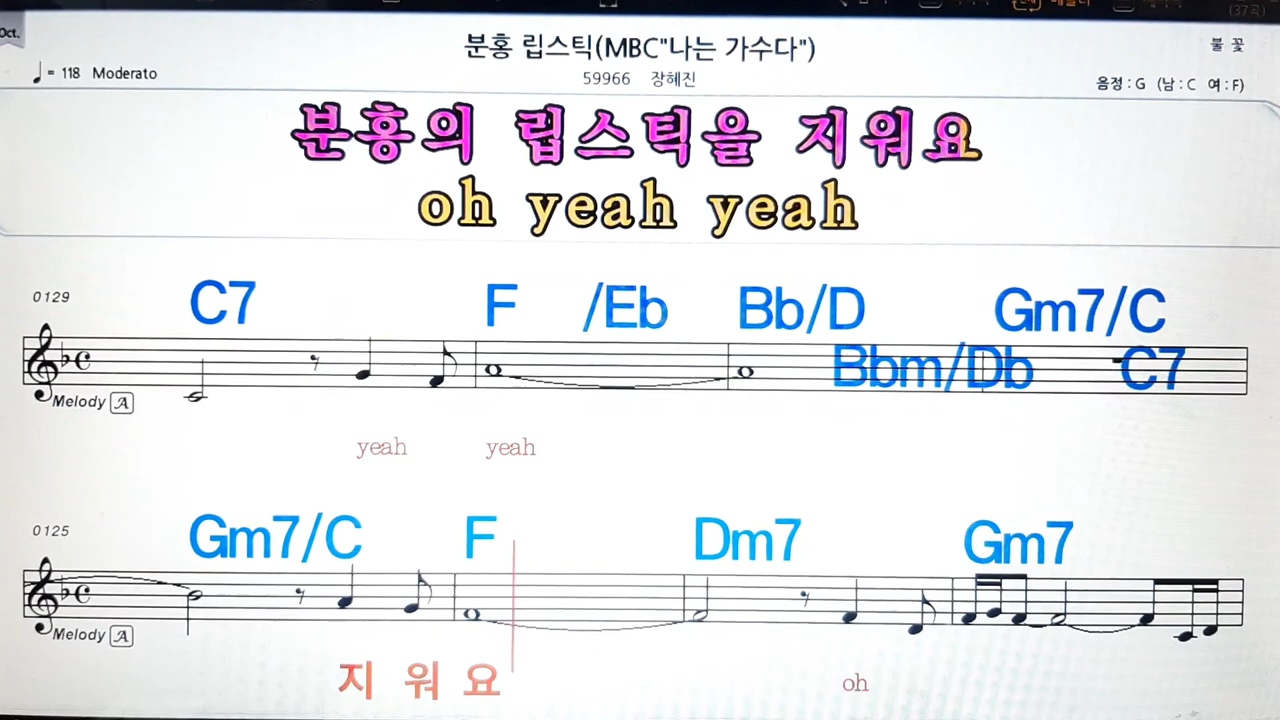 (37곡)
Oct.
분홍 립스틱(MBC"나는 가수다")
불 꽃
♩= 118 Moderato
59966 장혜진
음정 : G (남 : C 여 : F)
분홍의 립스틱을 지워요
oh yeah yeah
0129
C7 F /Eb Bb/D Gm7/C
Bbm/Db C7
Melody A
yeah yeah
0125
Gm7/C F Dm7 Gm7
Melody A
지 워 요 oh